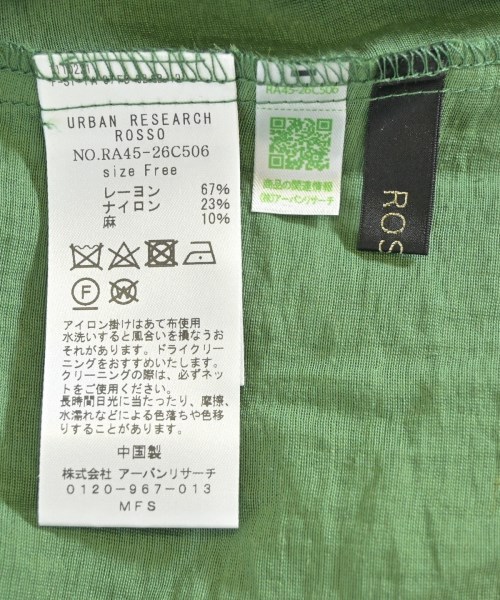 URBAN RESEARCH
ROSSO
NO.RA45-26C506
size Free
レーヨン 67%
ナイロン 23%
麻 10%
F
W
アイロン掛けはあて布使用
水洗いすると風合いを損なうお
それがあります。ドライクリー
ニングをおすすめいたします。
クリーニングの際は、必ずネッ
トをご使用ください。
長時間日光に当たったり、摩擦、
水濡れなどによる色落ちや色移
りすることがあります。
中国製
株式会社 アーバンリサーチ
0120-967-013
MFS
RA45-26C506
商品の関連情報
(株)アーバンリサーチ
ROS